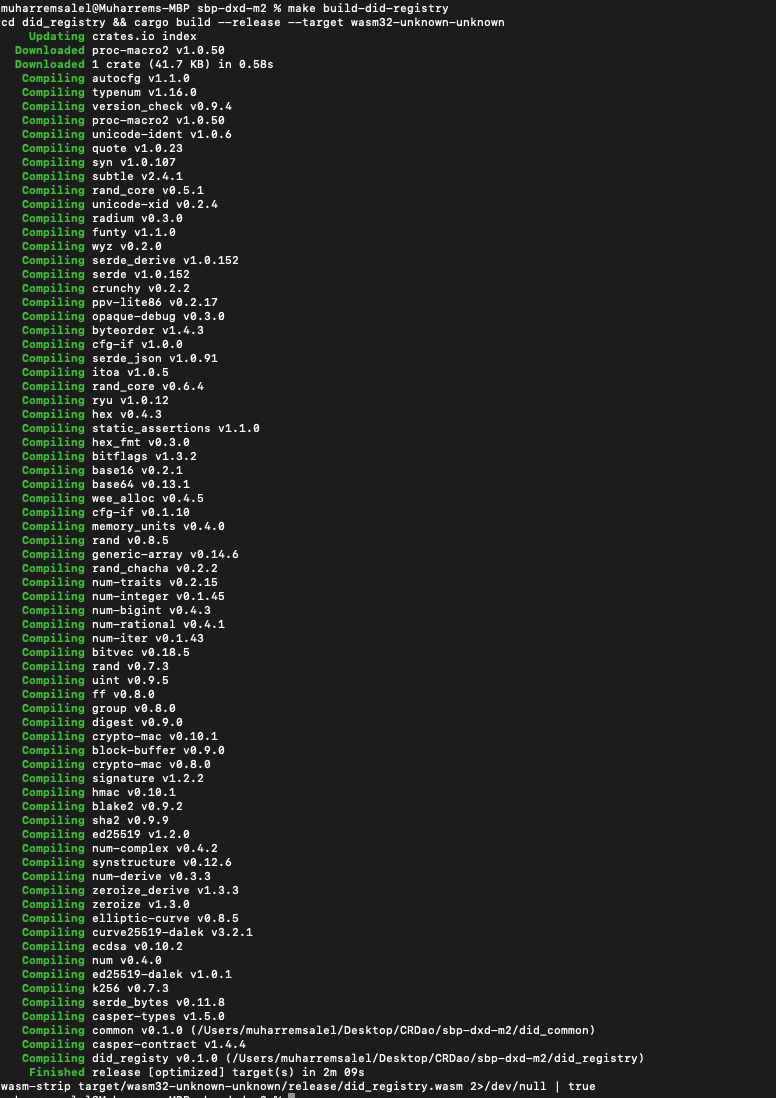 muharremsalel@Muharrems-MBP sbp-dxd-m2 % make build-did-registry
cd did_registry && cargo build --release --target wasm32-unknown-unknown
Updating crates.io index
Downloaded proc-macro2 v1.0.50
Downloaded 1 crate (41.7 KB) in 0.58s
Compiling autocfg v1.1.0
Compiling typenum v1.16.0
Compiling version_check v0.9.4
Compiling proc-macro2 v1.0.50
Compiling unicode-ident v1.0.6
Compiling quote v1.0.23
Compiling syn v1.0.107
Compiling subtle v2.4.1
Compiling rand_core v0.5.1
Compiling unicode-xid v0.2.4
Compiling radium v0.3.0
Compiling funty v1.1.0
Compiling wyz v0.2.0
Compiling serde_derive v1.0.152
Compiling serde v1.0.152
Compiling crunchy v0.2.2
Compiling ppv-lite86 v0.2.17
Compiling opaque-debug v0.3.0
Compiling byteorder v1.4.3
Compiling cfg-if v1.0.0
Compiling serde_json v1.0.91
Compiling itoa v1.0.5
Compiling rand_core v0.6.4
Compiling ryu v1.0.12
Compiling hex v0.4.3
Compiling static_assertions v1.1.0
Compiling hex_fmt v0.3.0
Compiling bitflags v1.3.2
Compiling base16 v0.2.1
Compiling base64 v0.13.1
Compiling wee_alloc v0.4.5
Compiling cfg-if v0.1.10
Compiling memory_units v0.4.0
Compiling rand v0.8.5
Compiling generic-array v0.14.6
Compiling rand_chacha v0.2.2
Compiling num-traits v0.2.15
Compiling num-integer v0.1.45
Compiling num-bigint v0.4.3
Compiling num-rational v0.4.1
Compiling num-iter v0.1.43
Compiling bitvec v0.18.5
Compiling rand v0.7.3
Compiling uint v0.9.5
Compiling ff v0.8.0
Compiling group v0.8.0
Compiling digest v0.9.0
Compiling crypto-mac v0.10.1
Compiling block-buffer v0.9.0
Compiling crypto-mac v0.8.0
Compiling signature v1.2.2
Compiling hmac v0.10.1
Compiling blake2 v0.9.2
Compiling sha2 v0.9.9
Compiling ed25519 v1.2.0
Compiling num-complex v0.4.2
Compiling synstructure v0.12.6
Compiling num-derive v0.3.3
Compiling zeroize_derive v1.3.3
Compiling zeroize v1.3.0
Compiling elliptic-curve v0.8.5
Compiling curve25519-dalek v3.2.1
Compiling ecdsa v0.10.2
Compiling num v0.4.0
Compiling ed25519-dalek v1.0.1
Compiling k256 v0.7.3
Compiling serde_bytes v0.11.8
Compiling casper-types v1.5.0
Compiling common v0.1.0 (/Users/muharremsalel/Desktop/CRDao/sbp-dxd-m2/did_common)
Compiling casper-contract v1.4.4
Compiling did_registy v0.1.0 (/Users/muharremsalel/Desktop/CRDao/sbp-dxd-m2/did_registry)
Finished release [optimized] target(s) in 2m 09s
wasm-strip target/wasm32-unknown-unknown/release/did_registry.wasm 2>/dev/null | true